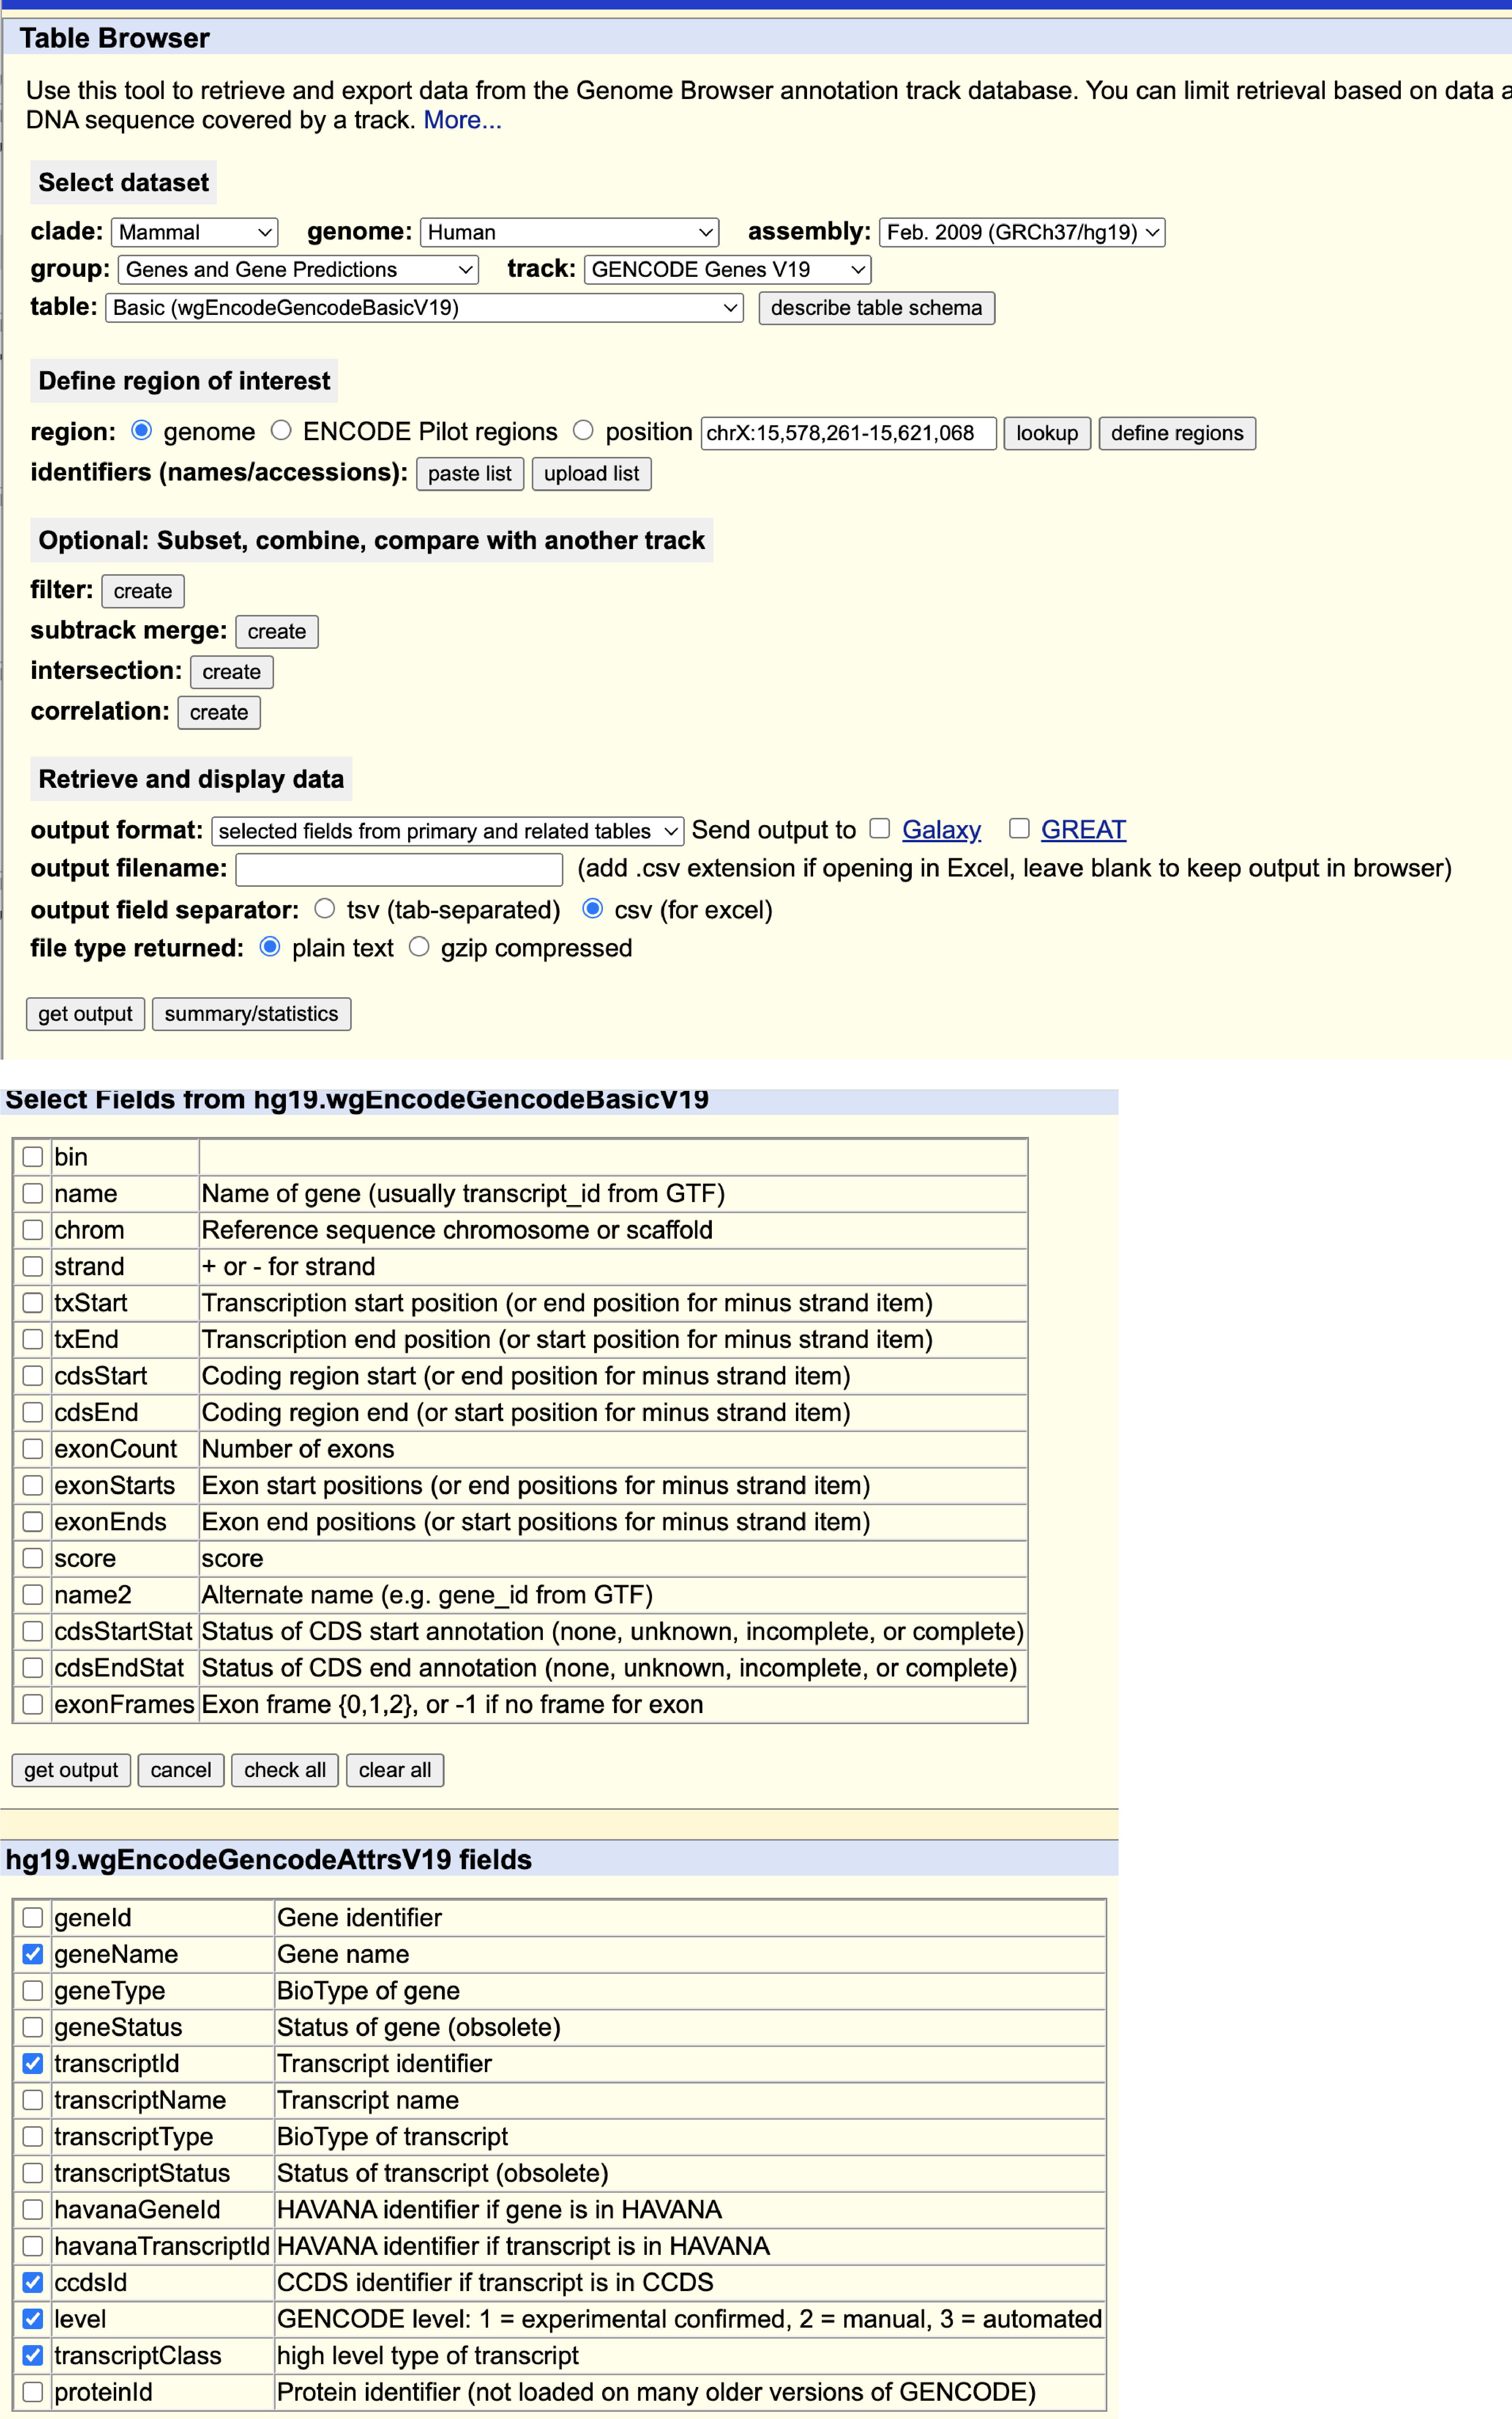 Table Browser
Use this tool to retrieve and export data from the Genome Browser annotation track database. You can limit retrieval based on data a
DNA sequence covered by a track. More...
Select dataset
clade: Mammal genome: Human assembly: Feb. 2009 (GRCh37/hg19)
group: Genes and Gene Predictions track: GENCODE Genes V19
table: Basic (wgEncodeGencodeBasicV19) describe table schema
Define region of interest
region: genome ENCODE Pilot regions position chrX:15,578,261-15,621,068 lookup define regions
identifiers (names/accessions): paste list upload list
Optional: Subset, combine, compare with another track
filter: create
subtrack merge: create
intersection: create
correlation: create
Retrieve and display data
output format: selected fields from primary and related tables Send output to Galaxy GREAT
output filename: (add .csv extension if opening in Excel, leave blank to keep output in browser)
output field separator: tsv (tab-separated) csv (for excel)
file type returned: plain text gzip compressed
get output summary/statistics
Select Fields from hg19.wgEncodeGencodeBasicV19
bin
name Name of gene (usually transcript_id from GTF)
chrom Reference sequence chromosome or scaffold
strand + or - for strand
txStart Transcription start position (or end position for minus strand item)
txEnd Transcription end position (or start position for minus strand item)
cdsStart Coding region start (or end position for minus strand item)
cdsEnd Coding region end (or start position for minus strand item)
exonCount Number of exons
exonStarts Exon start positions (or end positions for minus strand item)
exonEnds Exon end positions (or start positions for minus strand item)
score score
name2 Alternate name (e.g. gene_id from GTF)
cdsStartStat Status of CDS start annotation (none, unknown, incomplete, or complete)
cdsEndStat Status of CDS end annotation (none, unknown, incomplete, or complete)
exonFrames Exon frame {0,1,2}, or -1 if no frame for exon
get output cancel check all clear all
hg19.wgEncodeGencodeAttrsV19 fields
geneId Gene identifier
geneName Gene name
geneType BioType of gene
geneStatus Status of gene (obsolete)
transcriptId Transcript identifier
transcriptName Transcript name
transcriptType BioType of transcript
transcriptStatus Status of transcript (obsolete)
havanaGeneId HAVANA identifier if gene is in HAVANA
havanaTranscriptId HAVANA identifier if transcript is in HAVANA
ccdsId CCDS identifier if transcript is in CCDS
level GENCODE level: 1 = experimental confirmed, 2 = manual, 3 = automated
transcriptClass high level type of transcript
proteinId Protein identifier (not loaded on many older versions of GENCODE)